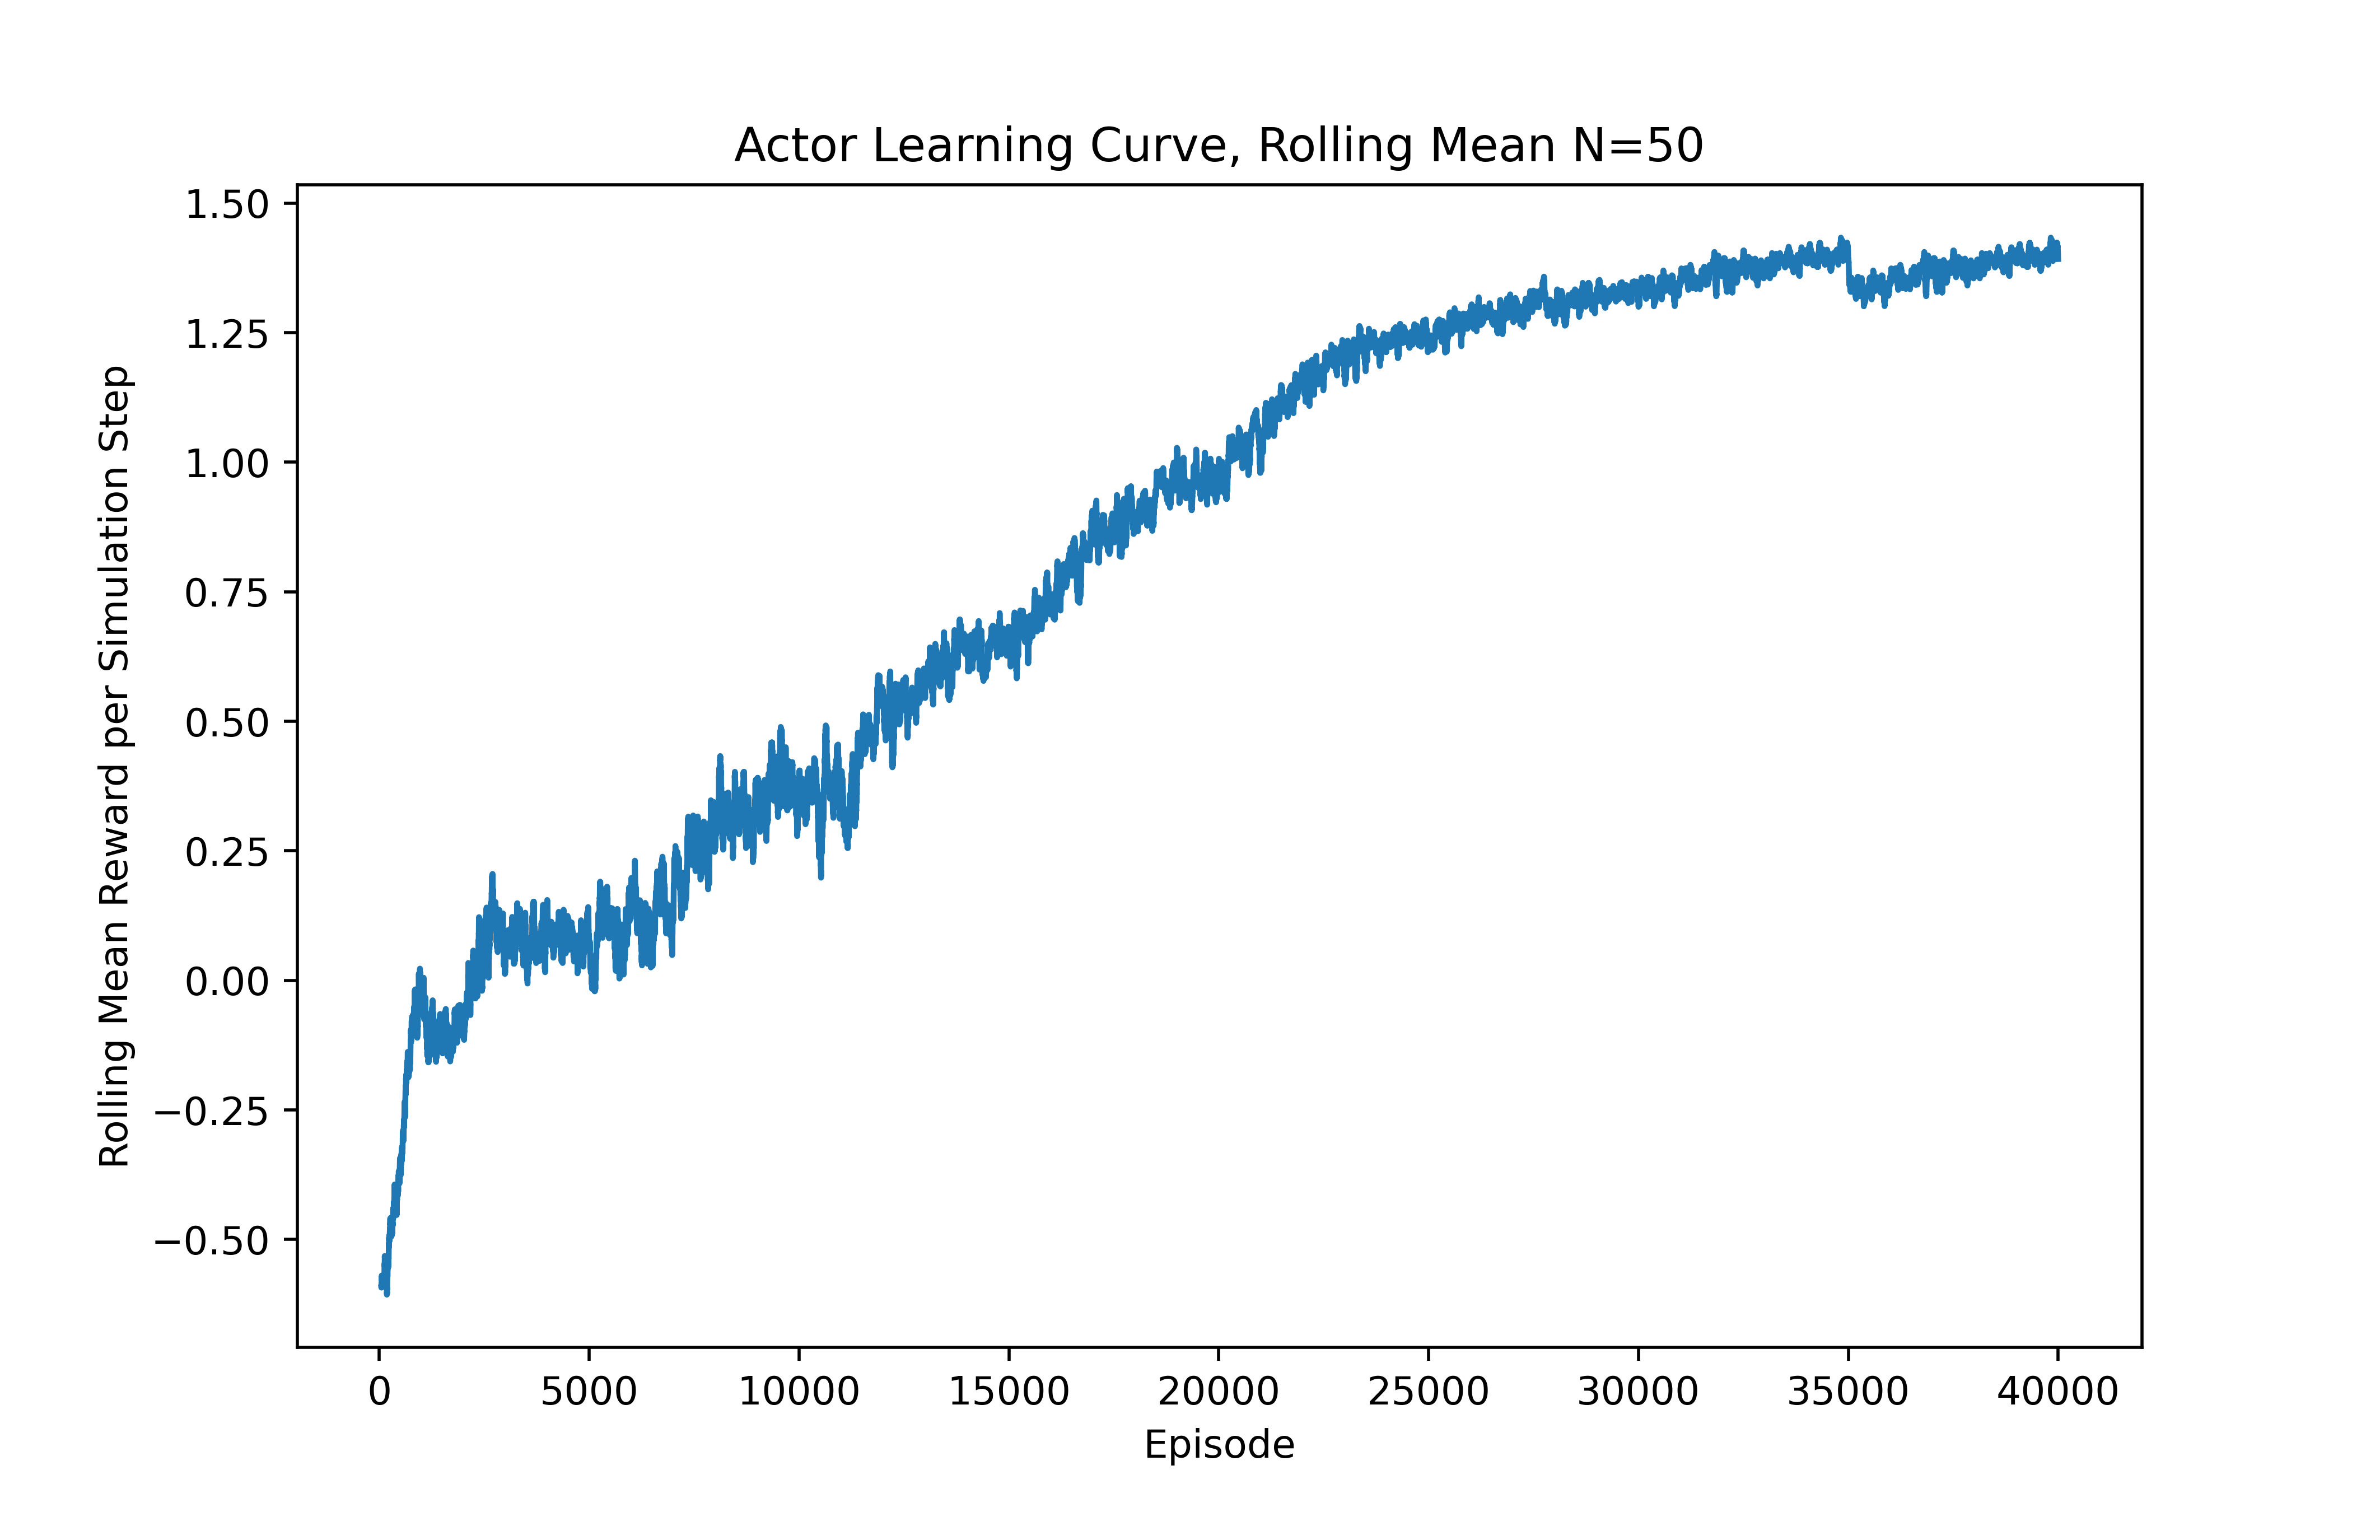 Actor Learning Curve, Rolling Mean N=50
1.50
1.25
1.00
0.75
0.50
0.25
0.00
−0.25
−0.50
Rolling Mean Reward per Simulation Step
0 5000 10000 15000 20000 25000 30000 35000 40000
Episode